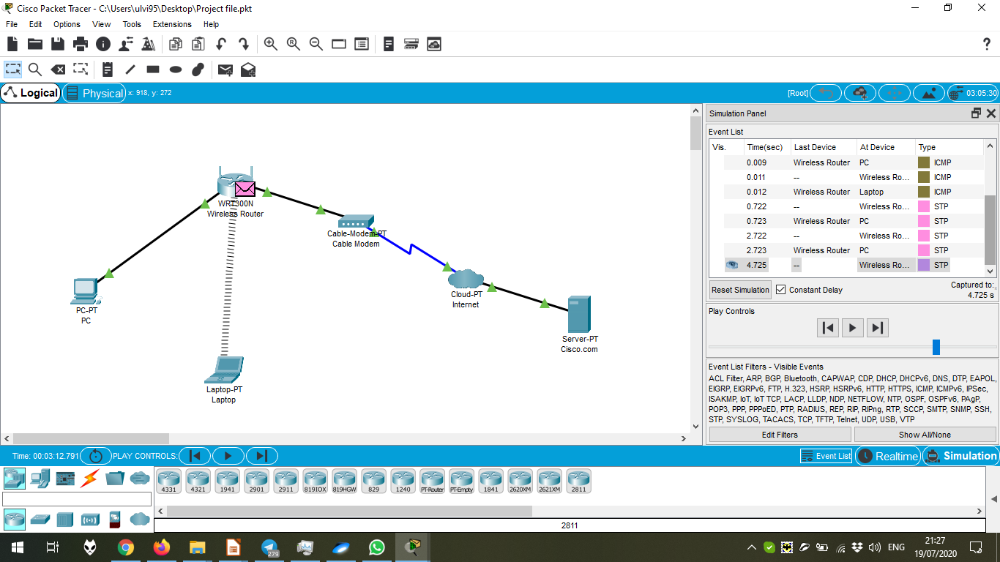 Cisco Packet Tracer - C:\Users\ulvi95\Desktop\Project file.pkt
File Edit Options View Tools Extensions Help
Logical Physical x: 918, y: 272 [Root] 03:05:30
WRT300N
Wireless Router
Cable-Modem-PT
Cable Modem
Cloud-PT
Internet
PC-PT
PC
Server-PT
Cisco.com
Laptop-PT
Laptop
Simulation Panel
Event List
Vis. Time(sec) Last Device At Device Type
0.009 Wireless Router PC ICMP
0.011 -- Wireless Ro... ICMP
0.012 Wireless Router Laptop ICMP
0.722 -- Wireless Ro... STP
0.723 Wireless Router PC STP
2.722 -- Wireless Ro... STP
2.723 Wireless Router PC STP
4.725 -- Wireless Ro... STP
Reset Simulation Constant Delay Captured to:
4.725 s
Play Controls
Event List Filters - Visible Events
ACL Filter, ARP, BGP, Bluetooth, CAPWAP, CDP, DHCP, DHCPv6, DNS, DTP, EAPOL,
EIGRP, EIGRPv6, FTP, H.323, HSRP, HSRPv6, HTTP, HTTPS, ICMP, ICMPv6, IPSec,
ISAKMP, IoT, IoT TCP, LACP, LLDP, NDP, NETFLOW, NTP, OSPF, OSPFv6, PAgP,
POP3, PPP, PPPoED, PTP, RADIUS, REP, RIP, RIPng, RTP, SCCP, SMTP, SNMP, SSH,
STP, SYSLOG, TACACS, TCP, TFTP, Telnet, UDP, USB, VTP
Edit Filters Show All/None
Time: 00:03:12.791 PLAY CONTROLS: Event List Realtime Simulation
4331 4321 1941 2901 2911 819IOX 819HGW 829 1240 PT-Router PT-Empty 1841 2620XM 2621XM 2811
2811
279
ENG
21:27
19/07/2020